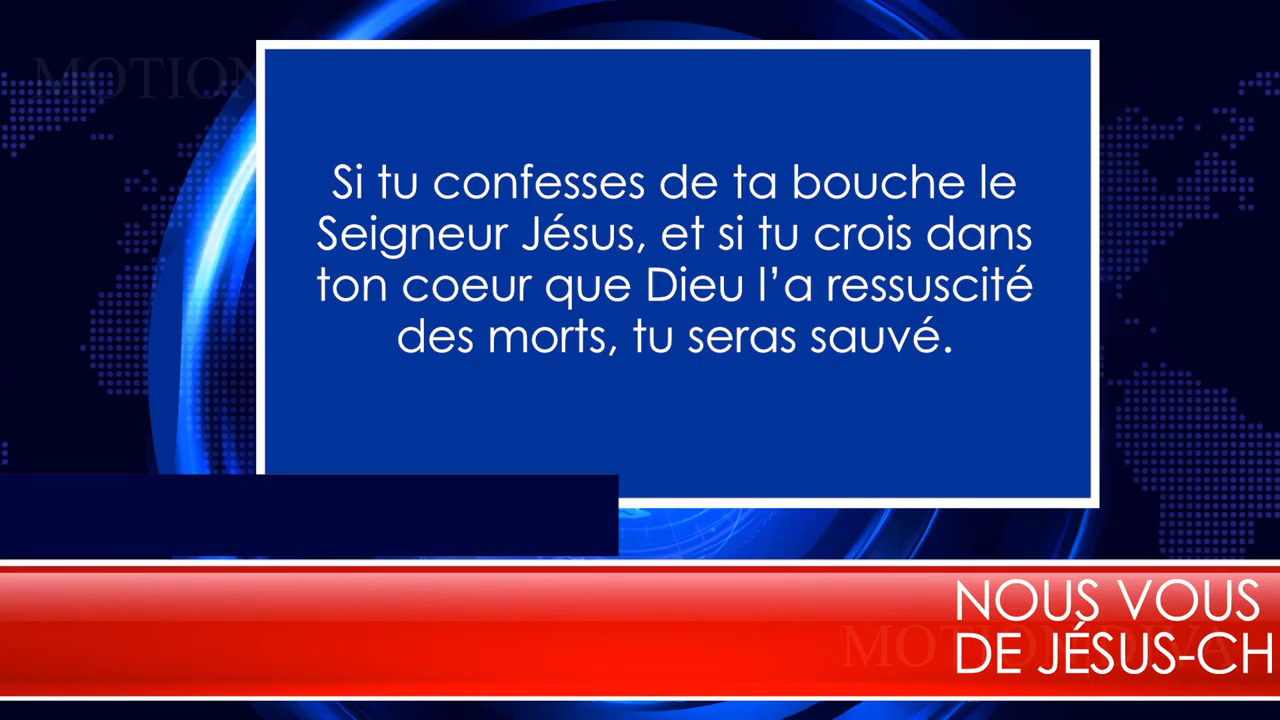 MOTION
Si tu confesses de ta bouche le
Seigneur Jésus, et si tu crois dans
ton coeur que Dieu l’a ressuscité
des morts, tu seras sauvé.
NOUS VOUS
DE JÉSUS-CH